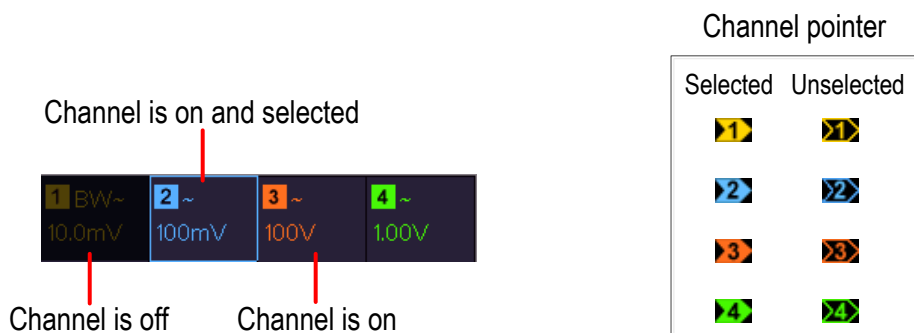 Channel pointer
Selected Unselected
Channel is on and selected
1 1
1 BW~ 2 ~ 3 ~ 4 ~
2 2
10.0mV 100mV 100V 1.00V
3 3
4 4
Channel is off Channel is on